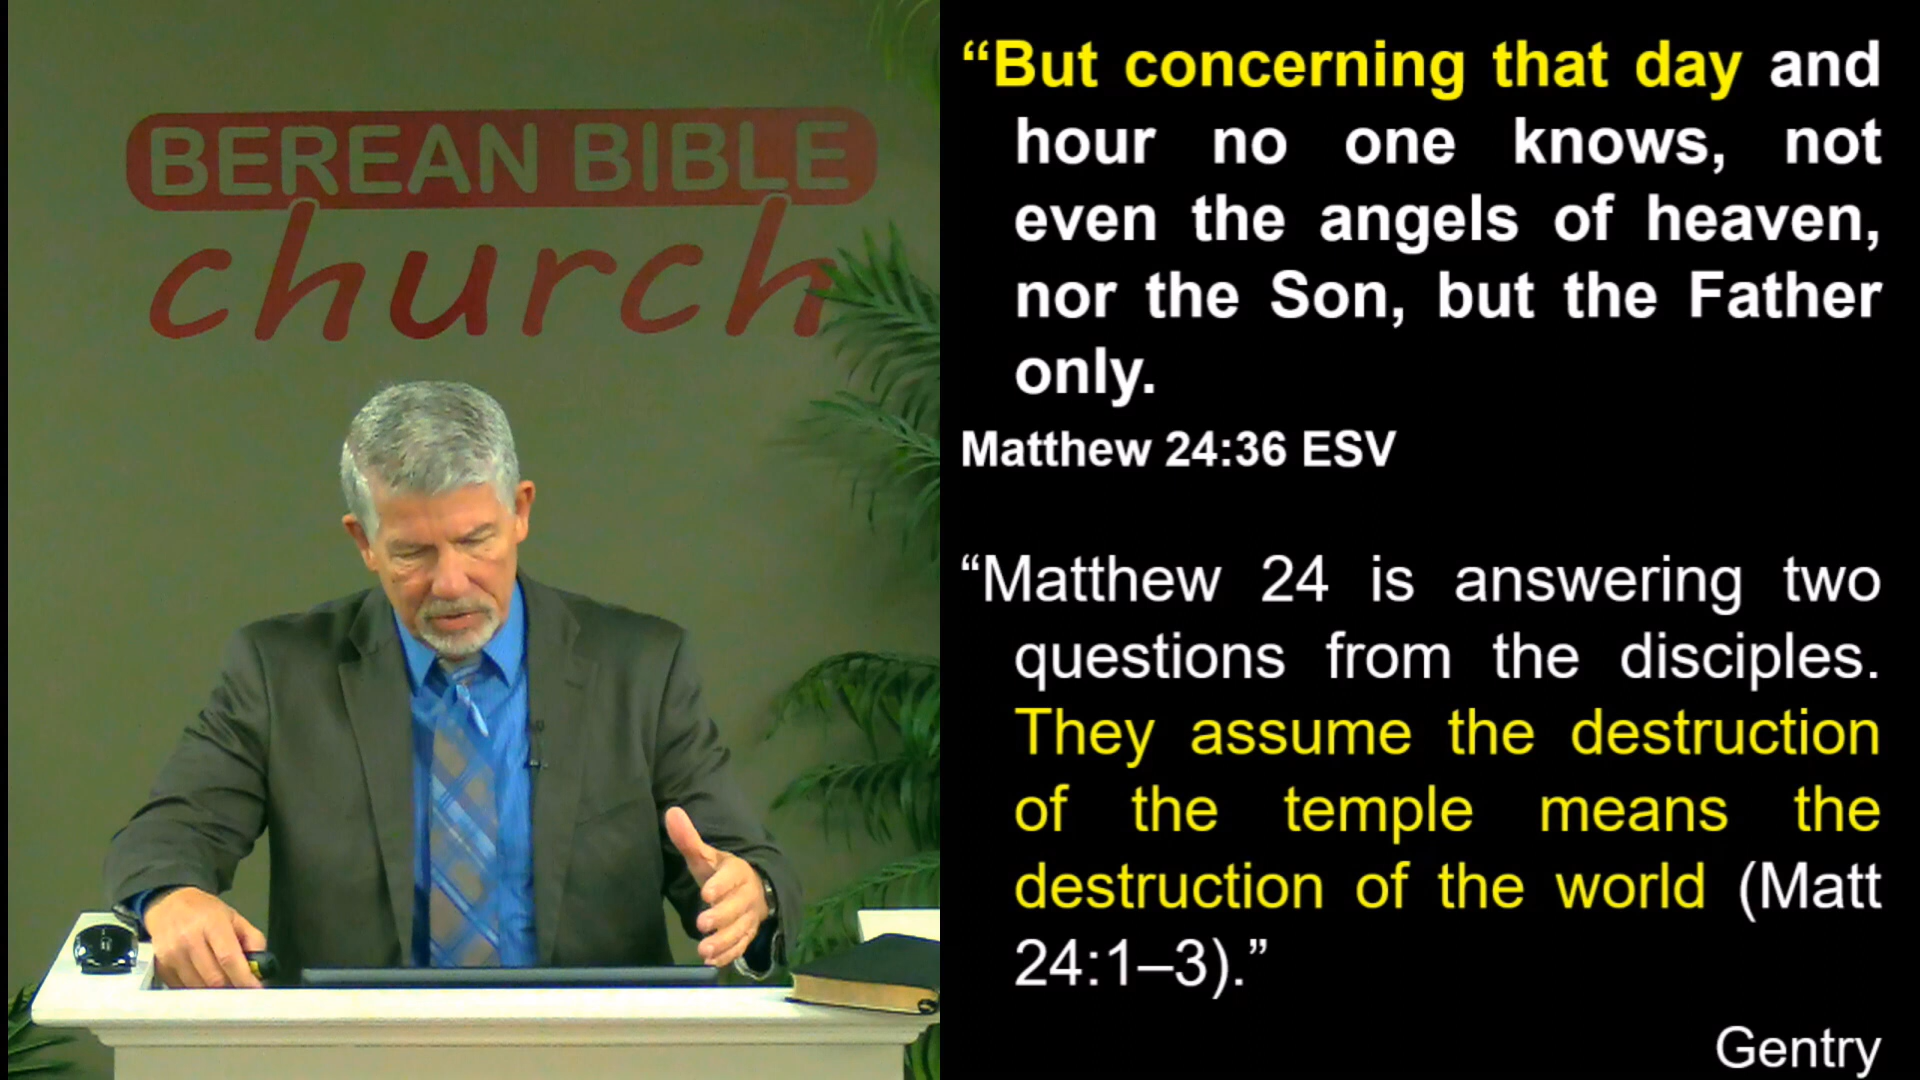 BEREAN BIBLE
church
“But concerning that day and
hour no one knows, not
even the angels of heaven,
nor the Son, but the Father
only.
Matthew 24:36 ESV
“Matthew 24 is answering two
questions from the disciples.
They assume the destruction
of the temple means the
destruction of the world (Matt
24:1–3).”
Gentry